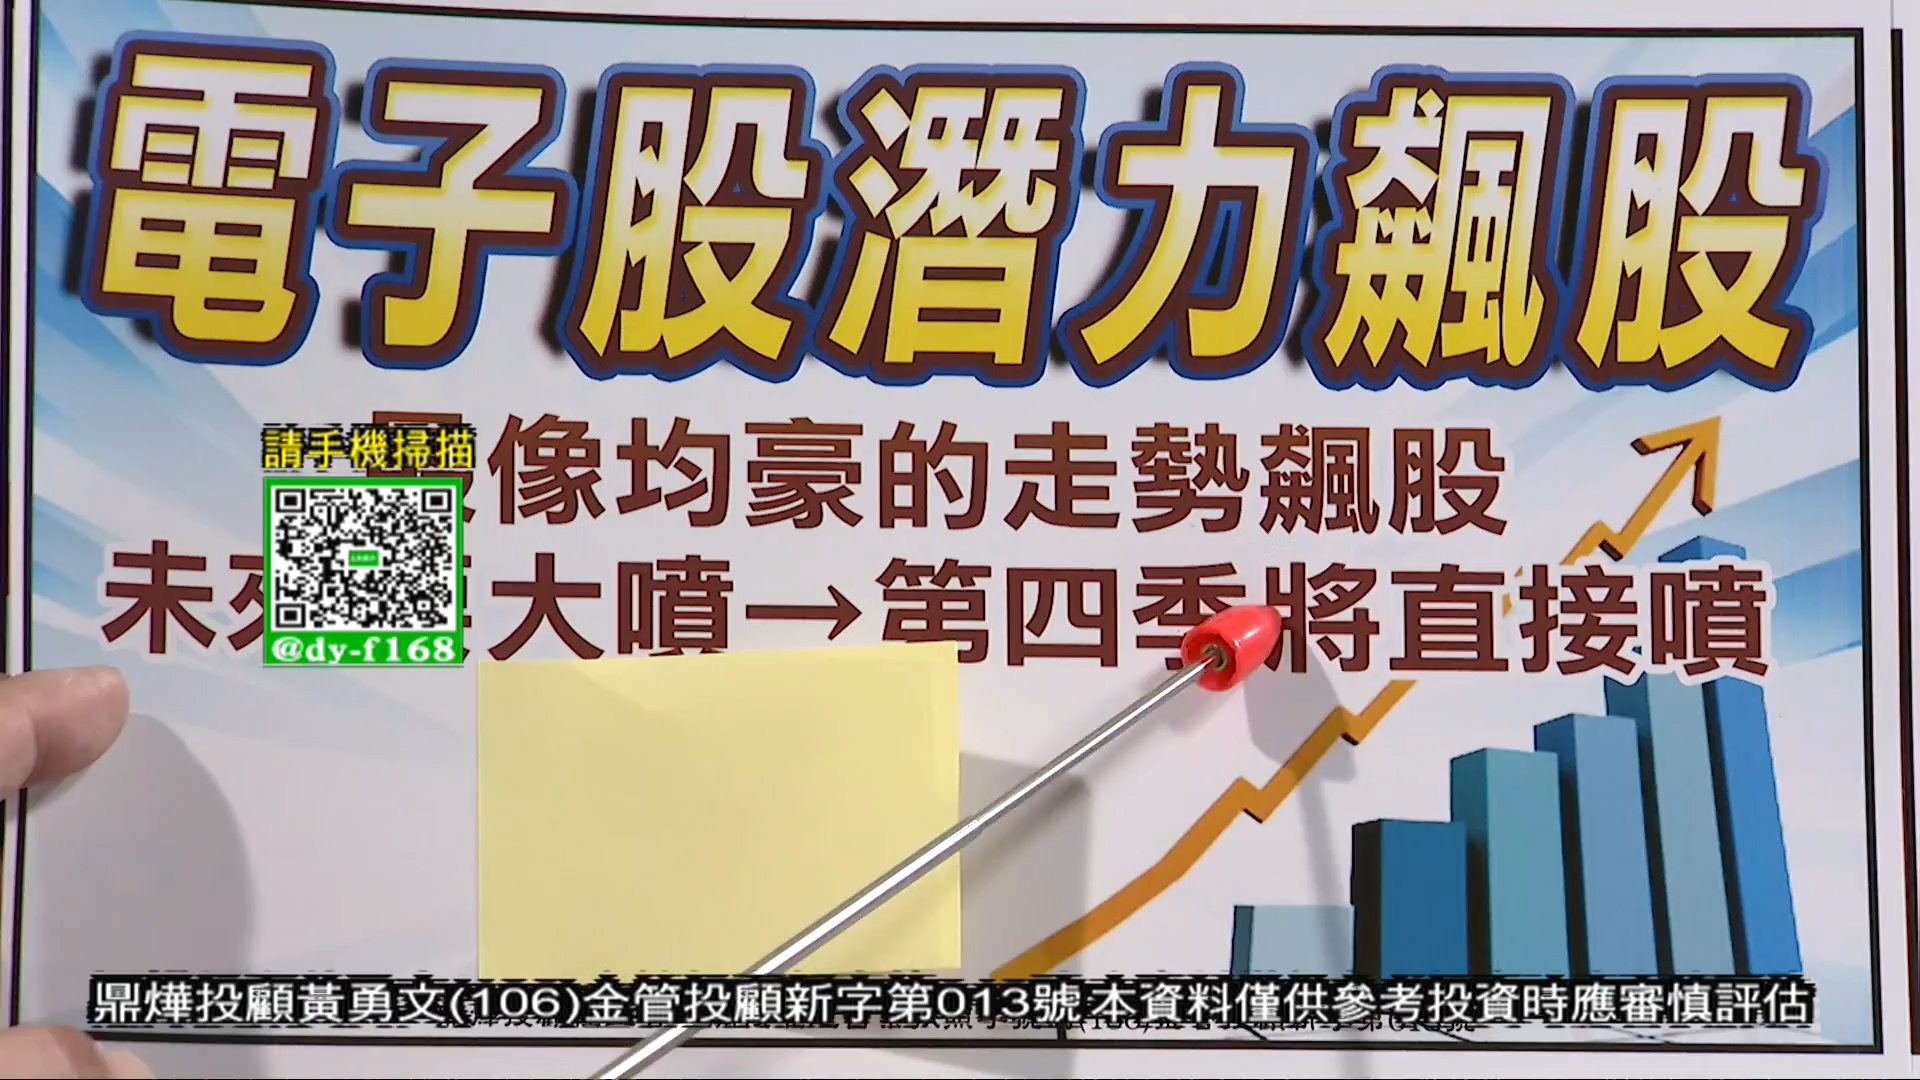 電子股潛力飆股
請手機掃描
像均豪的走勢飆股
未 大噴→第四季將直接噴
@dy-f168
鼎燁投顧黃勇文(106)金管投顧新字第013號本資料僅供參考投資時應審慎評估